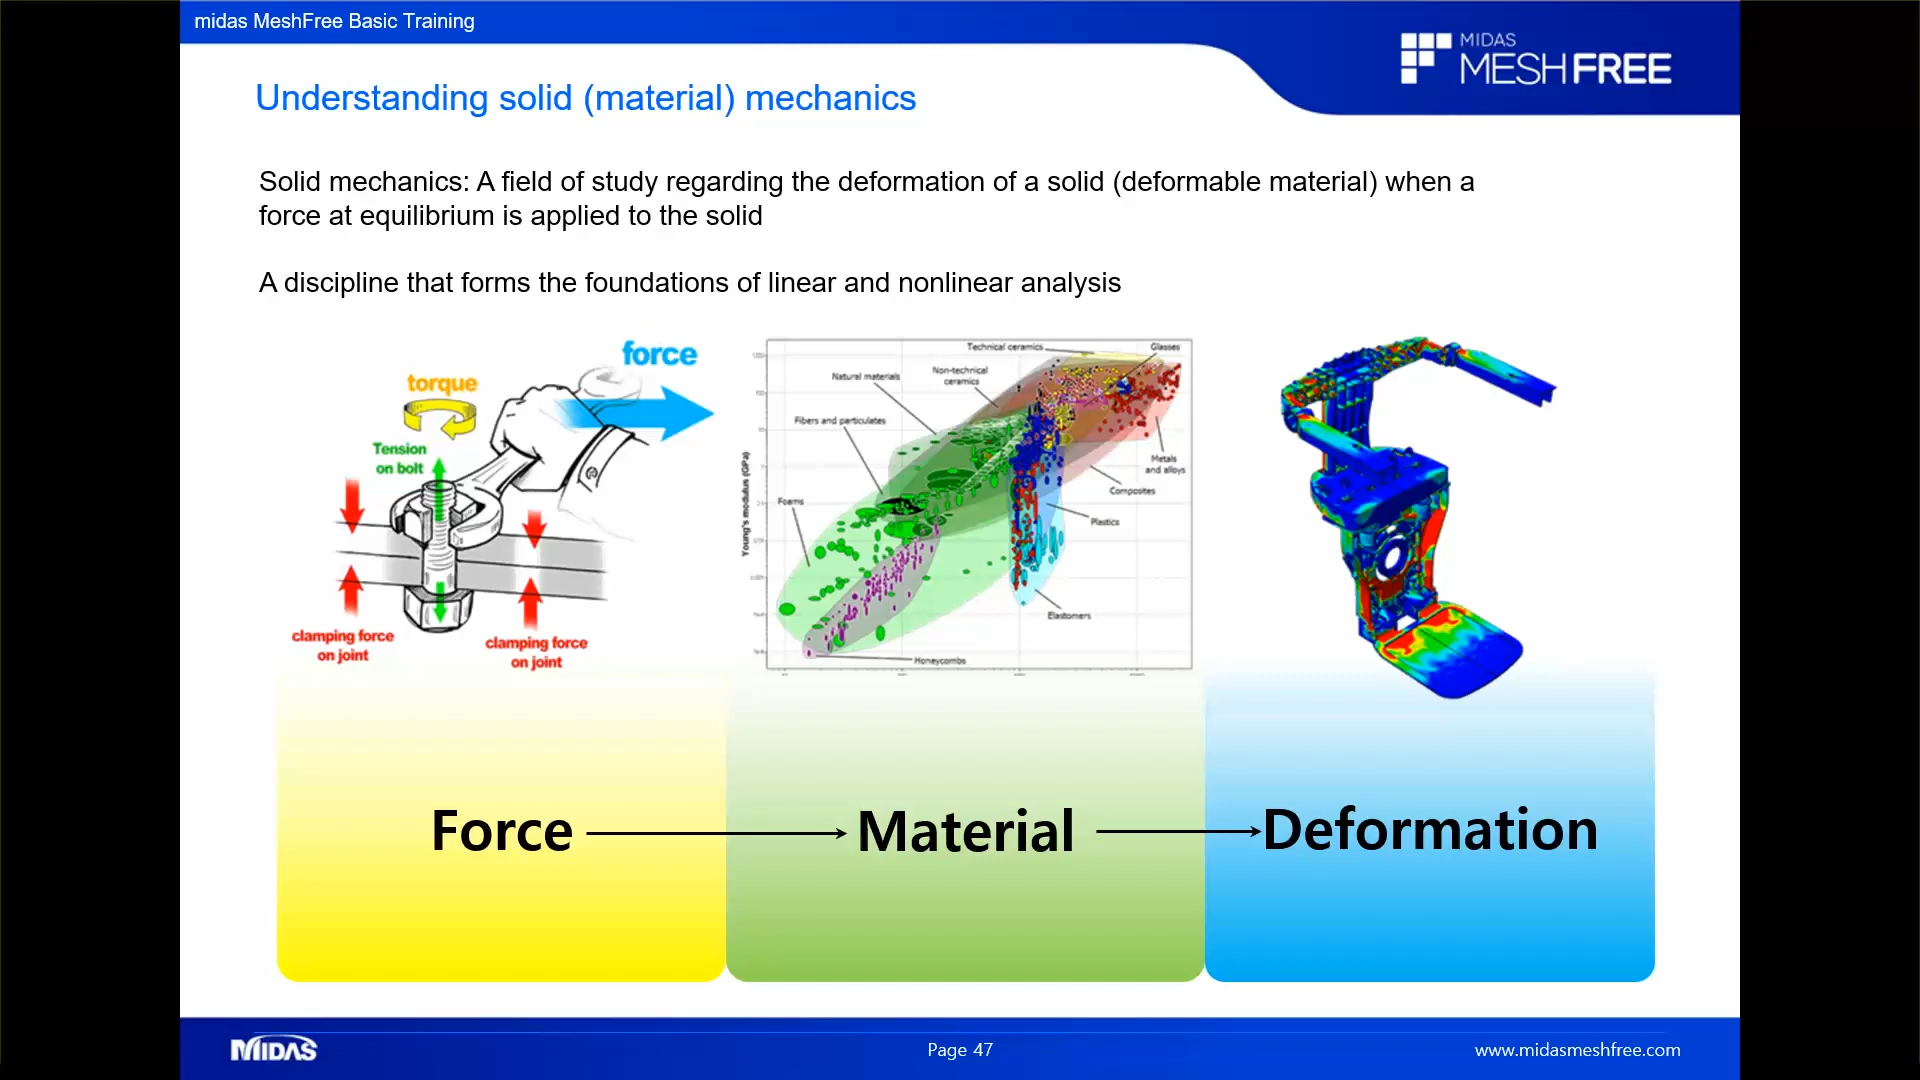 midas MeshFree Basic Training
MIDAS
MESHFREE
Understanding solid (material) mechanics
Solid mechanics: A field of study regarding the deformation of a solid (deformable material) when a
force at equilibrium is applied to the solid
A discipline that forms the foundations of linear and nonlinear analysis
force
torque
Tension
on bolt
clamping force
on joint
clamping force
on joint
Technical ceramics
Glasses
Natural materials
Non-technical
ceramics
Fibers and particulates
Metals
and alloys
Composites
Foams
Plastics
Elastomers
Honeycombs
Young's modulus (GPa)
Force
Material
Deformation
MIDAS
Page 47
www.midasmeshfree.com